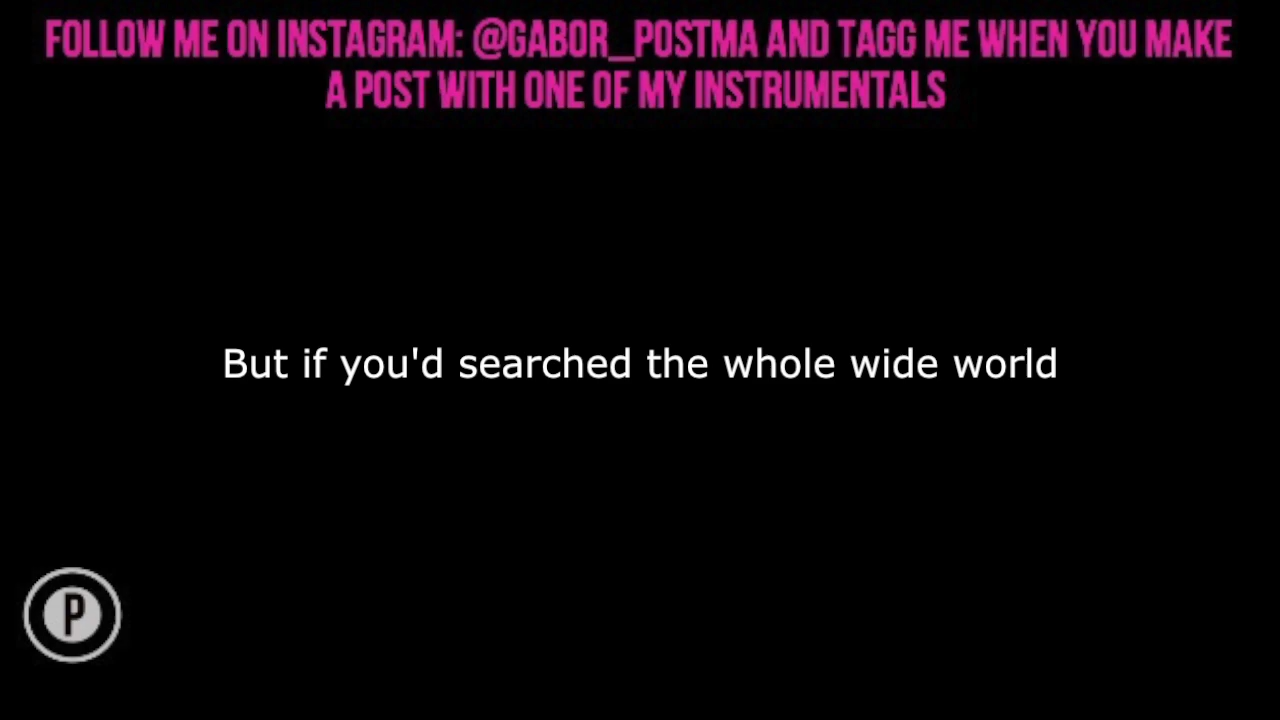 FOLLOW ME ON INSTAGRAM: @GABOR_POSTMA AND TAGG ME WHEN YOU MAKE
A POST WITH ONE OF MY INSTRUMENTALS
But if you'd searched the whole wide world
P